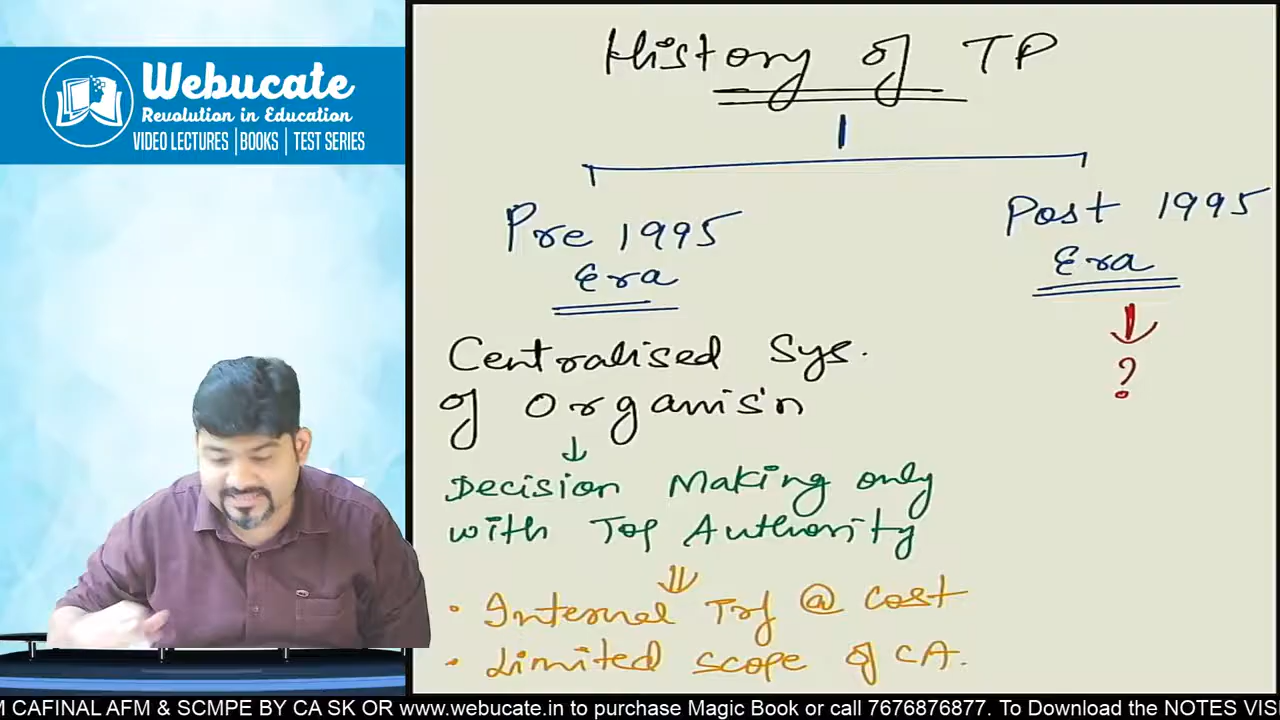 Webucate
Revolution in Education
VIDEO LECTURES | BOOKS | TEST SERIES
History of TP
Pre 1995
Era
Post 1995
Era
?
Centralised Sys.
of Organis'n
Decision Making only
with Top Authority
• Internal Trf @ cost
• Limited scope of CA.
M CAFINAL AFM & SCMPE BY CA SK OR www.webucate.in to purchase Magic Book or call 7676876877. To Download the NOTES VIS